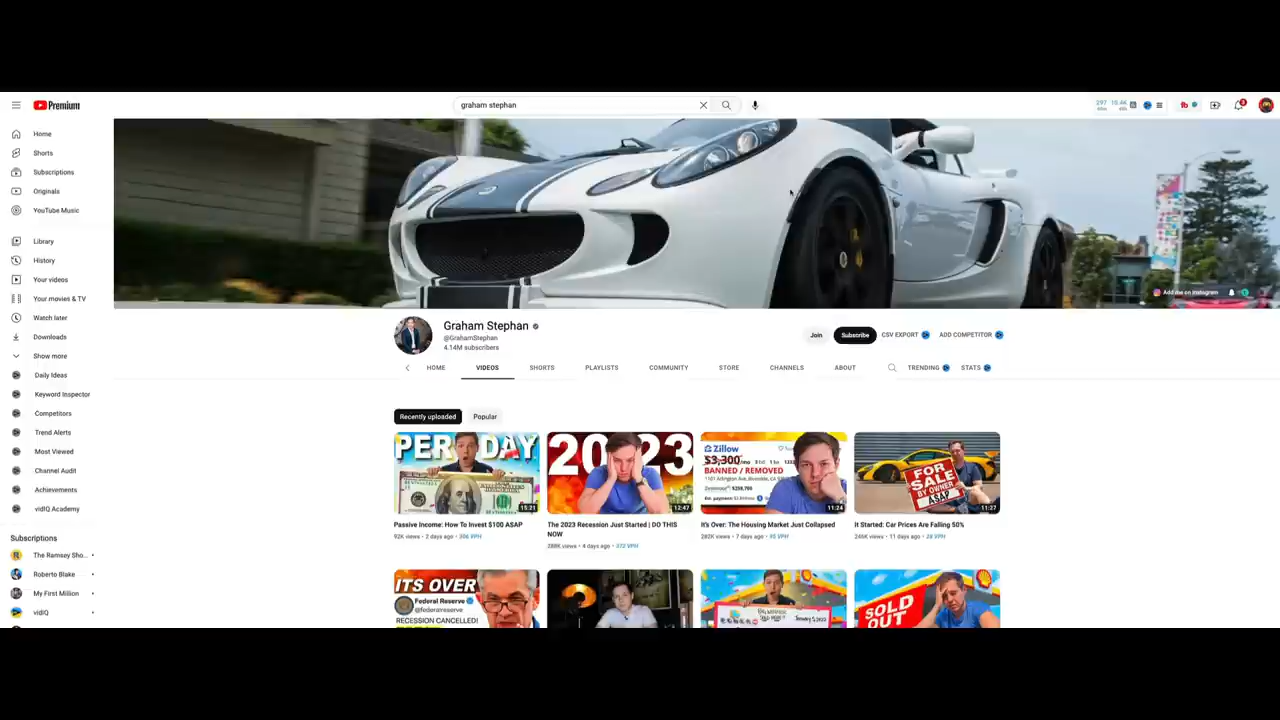 Premium
graham stephan
297
Home
Shorts
Subscriptions
Originals
YouTube Music
Library
History
Your videos
Your movies & TV
Watch later
Downloads
Show more
Daily Ideas
Keyword Inspector
Competitors
Trend Alerts
Most Viewed
Channel Audit
Achievements
vidIQ Academy
Subscriptions
The Ramsey Sho...
Roberto Blake
My First Million
vidIQ
Add me on Instagram
Graham Stephan
@GrahamStephan
4.14M subscribers
Join
Subscribe
CSV EXPORT
ADD COMPETITOR
HOME
VIDEOS
SHORTS
PLAYLISTS
COMMUNITY
STORE
CHANNELS
ABOUT
TRENDING
STATS
Recently uploaded
Popular
PER DAY
15:21
2023
12:47
Zillow
$3,300
BANNED / REMOVED
11:24
FOR SALE
BY OWNER
ASAP
11:27
Passive Income: How To Invest $100 ASAP
92K views • 2 days ago • 306 VPH
The 2023 Recession Just Started | DO THIS
NOW
288K views • 4 days ago • 372 VPH
It's Over: The Housing Market Just Collapsed
282K views • 7 days ago • 95 VPH
It Started: Car Prices Are Falling 50%
246K views • 11 days ago • 28 VPH
ITS OVER
Federal Reserve
@federalreserve
RECESSION CANCELLED!
SOLD
OUT